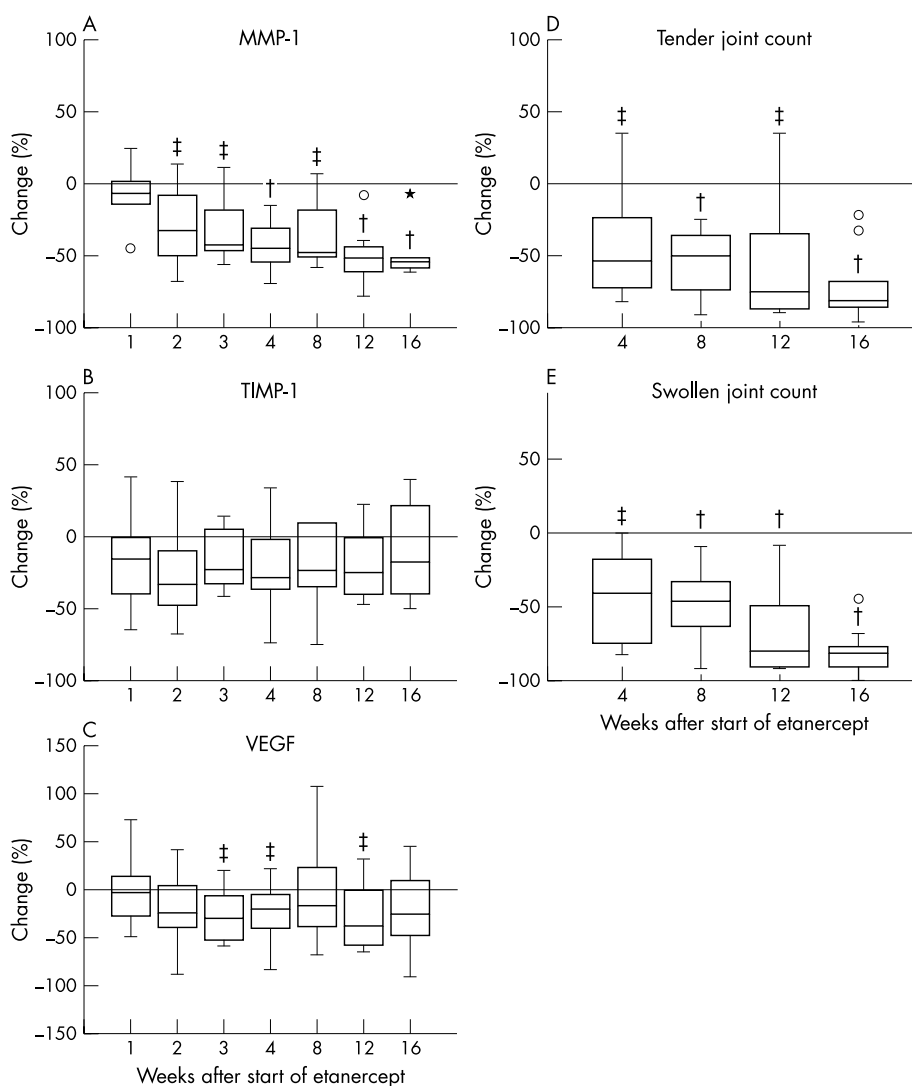 A
MMP-1
Change (%)
100
50
0
−50
−100
‡ ‡ † ‡ † †
1 2 3 4 8 12 16
B
TIMP-1
Change (%)
100
50
0
−50
−100
1 2 3 4 8 12 16
C
VEGF
Change (%)
150
100
50
0
−50
−100
−150
‡ ‡ ‡
1 2 3 4 8 12 16
Weeks after start of etanercept
D
Tender joint count
Change (%)
100
50
0
−50
−100
‡ † ‡ †
4 8 12 16
E
Swollen joint count
Change (%)
50
0
−50
−100
‡ † † †
4 8 12 16
Weeks after start of etanercept